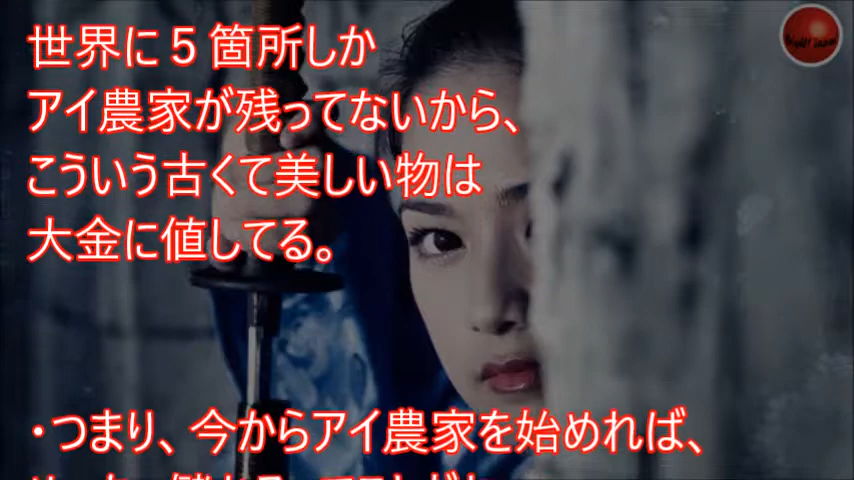 世界に５箇所しか
アイ農家が残ってないから、
こういう古くて美しい物は
大金に値してる。
・つまり、今からアイ農家を始めれば、